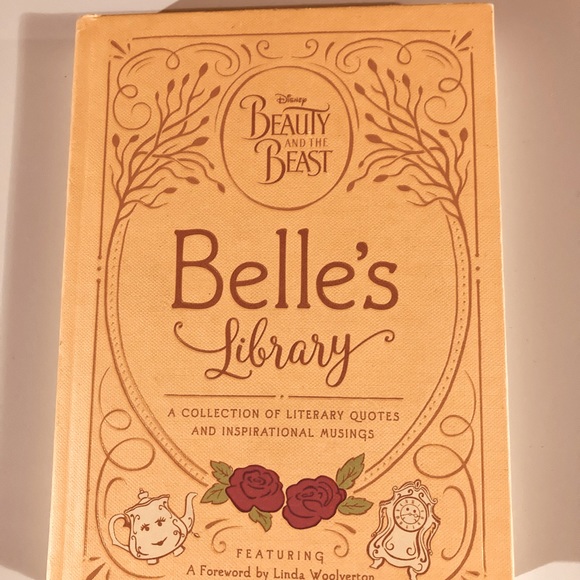 Disney
BEAUTY
AND THE
BEAST
Belle's
Library
A COLLECTION OF LITERARY QUOTES
AND INSPIRATIONAL MUSINGS
FEATURING
A Foreword by Linda Woolverton